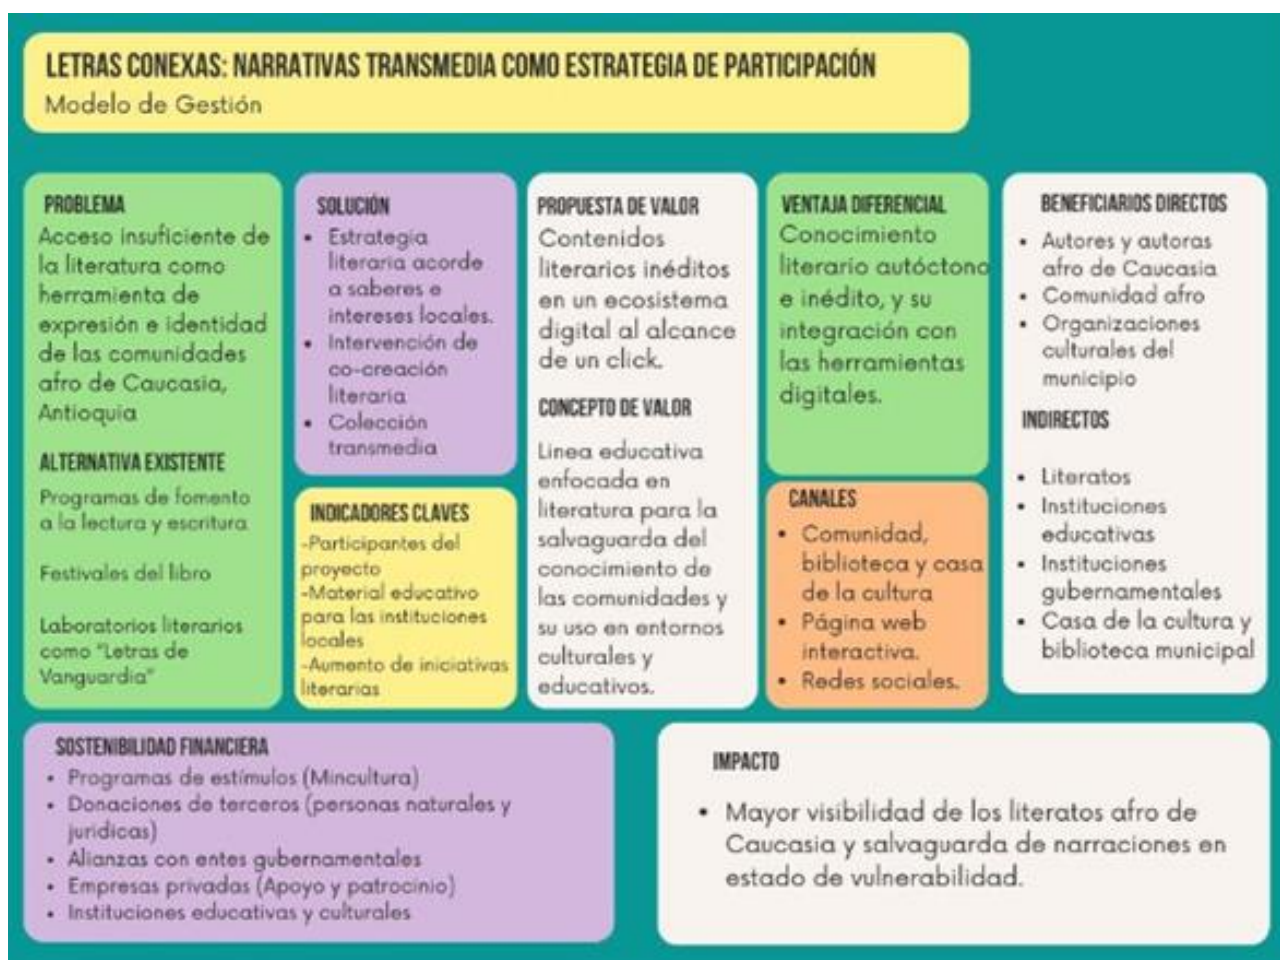 LETRAS CONEXAS: NARRATIVAS TRANSMEDIA COMO ESTRATEGIA DE PARTICIPACIÓN
Modelo de Gestión
PROBLEMA
Acceso insuficiente de
la literatura como
herramienta de
expresión e identidad
de las comunidades
afro de Caucasia,
Antioquia
ALTERNATIVA EXISTENTE
Programas de fomento
a la lectura y escritura
Festivales del libro
Laboratorios literarios
como "Letras de
Vanguardia"
SOLUCIÓN
• Estrategia
literaria acorde
a saberes e
intereses locales.
• Intervención de
co-creación
literaria
• Colección
transmedia
INDICADORES CLAVES
-Participantes del
proyecto
-Material educativo
para las instituciones
locales
-Aumento de iniciativas
literarias
PROPUESTA DE VALOR
Contenidos
literarios inéditos
en un ecosistema
digital al alcance
de un click.
CONCEPTO DE VALOR
Linea educativa
enfocada en
literatura para la
salvaguarda del
conocimiento de
las comunidades y
su uso en entornos
culturales y
educativos.
VENTAJA DIFERENCIAL
Conocimiento
literario autóctono
e inédito, y su
integración con
las herramientas
digitales.
CANALES
• Comunidad,
biblioteca y casa
de la cultura
• Página web
interactiva.
• Redes sociales.
BENEFICIARIOS DIRECTOS
• Autores y autoras
afro de Caucasia
• Comunidad afro
• Organizaciones
culturales del
municipio
INDIRECTOS
• Literatos
• Instituciones
educativas
• Instituciones
gubernamentales
• Casa de la cultura y
biblioteca municipal
SOSTENIBILIDAD FINANCIERA
• Programas de estímulos (Mincultura)
• Donaciones de terceros (personas naturales y
jurídicas)
• Alianzas con entes gubernamentales
• Empresas privadas (Apoyo y patrocinio)
• Instituciones educativas y culturales
IMPACTO
• Mayor visibilidad de los literatos afro de
Caucasia y salvaguarda de narraciones en
estado de vulnerabilidad.